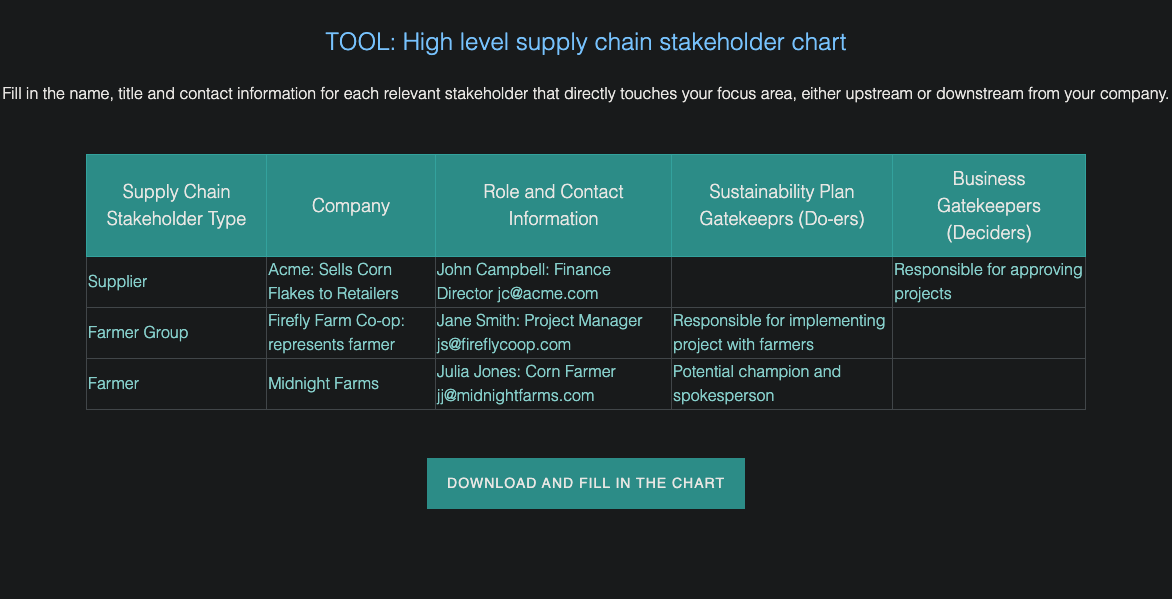 TOOL: High level supply chain stakeholder chart
Fill in the name, title and contact information for each relevant stakeholder that directly touches your focus area, either upstream or downstream from your company.
Supply Chain
Stakeholder Type
Company
Role and Contact
Information
Sustainability Plan
Gatekeeprs (Do-ers)
Business
Gatekeepers
(Deciders)
Supplier
Acme: Sells Corn
Flakes to Retailers
John Campbell: Finance
Director jc@acme.com
Responsible for approving
projects
Farmer Group
Firefly Farm Co-op:
represents farmer
Jane Smith: Project Manager
js@fireflycoop.com
Responsible for implementing
project with farmers
Farmer
Midnight Farms
Julia Jones: Corn Farmer
jj@midnightfarms.com
Potential champion and
spokesperson
DOWNLOAD AND FILL IN THE CHART